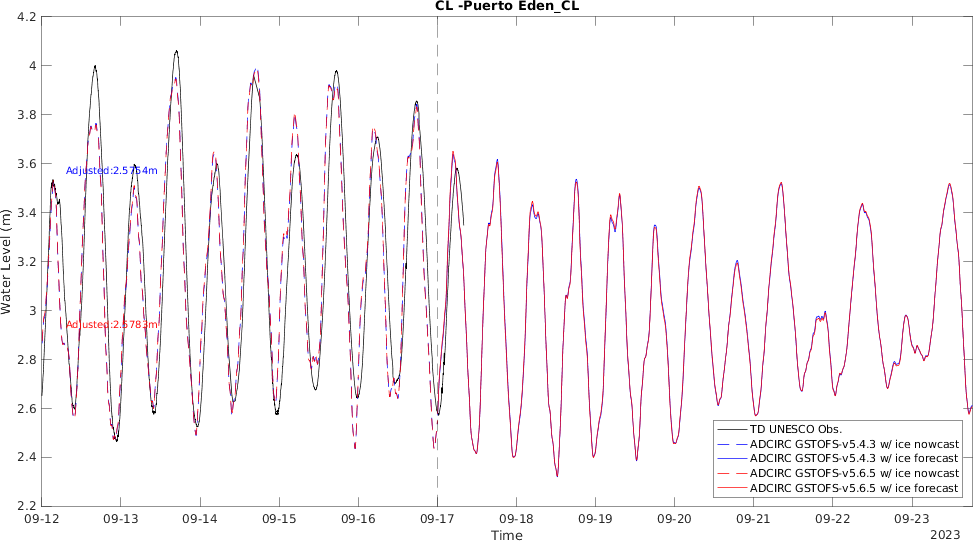 CL -Puerto Eden_CL
4.2
4
3.8
3.6
3.4
3.2
3
2.8
2.6
2.4
2.2
Water Level (m)
Adjusted:2.5754m
Adjusted:2.5783m
TD UNESCO Obs.
ADCIRC GSTOFS-v5.4.3 w/ ice nowcast
ADCIRC GSTOFS-v5.4.3 w/ ice forecast
ADCIRC GSTOFS-v5.6.5 w/ ice nowcast
ADCIRC GSTOFS-v5.6.5 w/ ice forecast
09-12 09-13 09-14 09-15 09-16 09-17 09-18 09-19 09-20 09-21 09-22 09-23
Time
2023